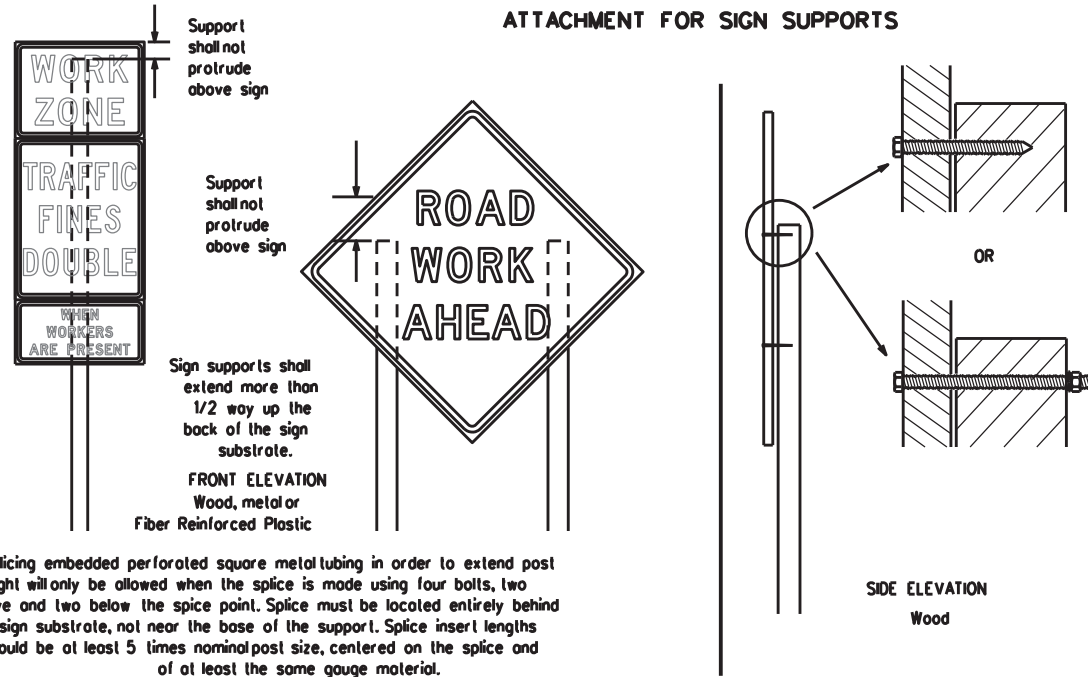 ATTACHMENT FOR SIGN SUPPORTS
Support
shall not
protrude
above sign
WORK
ZONE
TRAFFIC
FINES
DOUBLE
WHEN
WORKERS
ARE PRESENT
Support
shall not
protrude
above sign
ROAD
WORK
AHEAD
Sign supports shall
extend more than
1/2 way up the
back of the sign
substrate.
FRONT ELEVATION
Wood, metal or
Fiber Reinforced Plastic
OR
SIDE ELEVATION
Wood
licing embedded perforated square metal tubing in order to extend post
ght will only be allowed when the splice is made using four bolts, two
ve and two below the spice point. Splice must be located entirely behind
sign substrate, not near the base of the support. Splice insert lengths
ould be at least 5 times nominal post size, centered on the splice and
of at least the same gauge material.